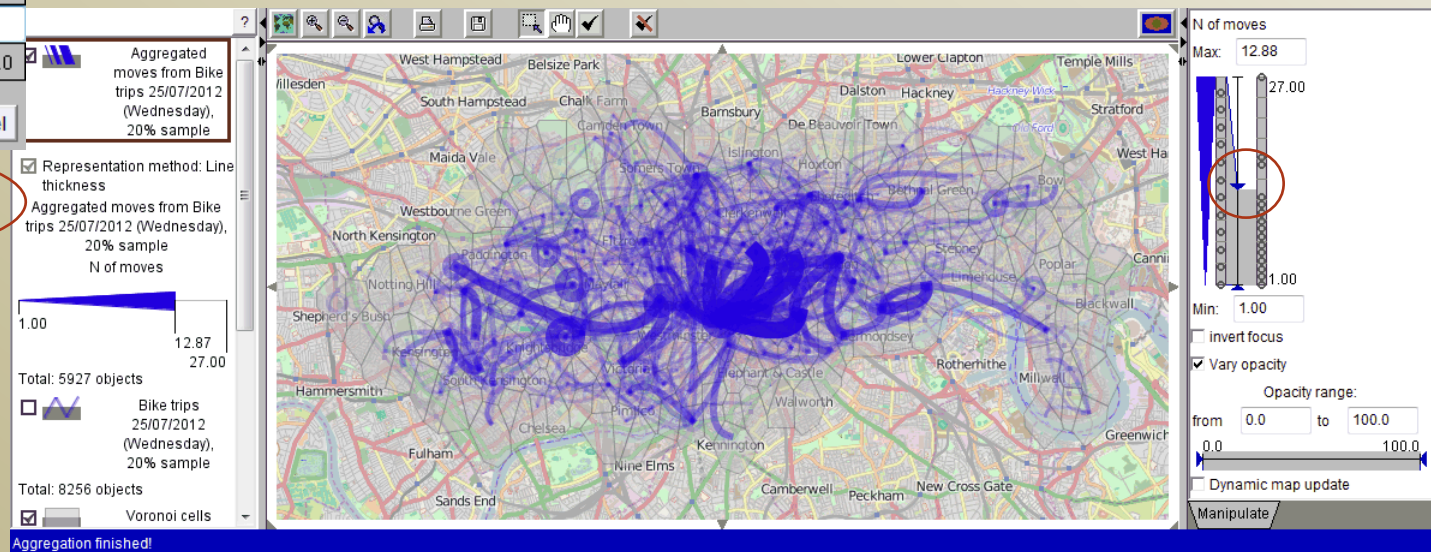 .0
el
?
Aggregated
moves from Bike
trips 25/07/2012
(Wednesday),
20% sample
Representation method: Line
thickness
Aggregated moves from Bike
trips 25/07/2012 (Wednesday),
20% sample
N of moves
1.00
12.87
27.00
Total: 5927 objects
Bike trips
25/07/2012
(Wednesday),
20% sample
Total: 8256 objects
Voronoi cells
Aggregation finished!
West Hampstead
Belsize Park
Lower Clapton
Temple Mills
illesden
South Hampstead
Chalk Farm
Dalston
Hackney
Hackney Wick
Stratford
Camden Town
Barnsbury
De Beauvoir Town
Old Ford
Maida Vale
Somers Town
Islington
Hoxton
West Ha
Bethnal Green
Bow
Westbourne Green
Clerkenwell
North Kensington
Stepney
Paddington
Poplar
Canni
Limehouse
Notting Hill
Shepherd's Bush
Blackwall
Kensington
Knightsbridge
Bermondsey
Victoria
Elephant & Castle
Rotherhithe
South Kensington
Millwall
Hammersmith
Walworth
Pimlico
Chelsea
Greenwich
Kennington
Fulham
Nine Elms
Camberwell
Peckham
New Cross Gate
Sands End
N of moves
Max: 12.88
27.00
1.00
Min: 1.00
invert focus
Vary opacity
Opacity range:
from 0.0 to 100.0
0.0 100.0
Dynamic map update
Manipulate